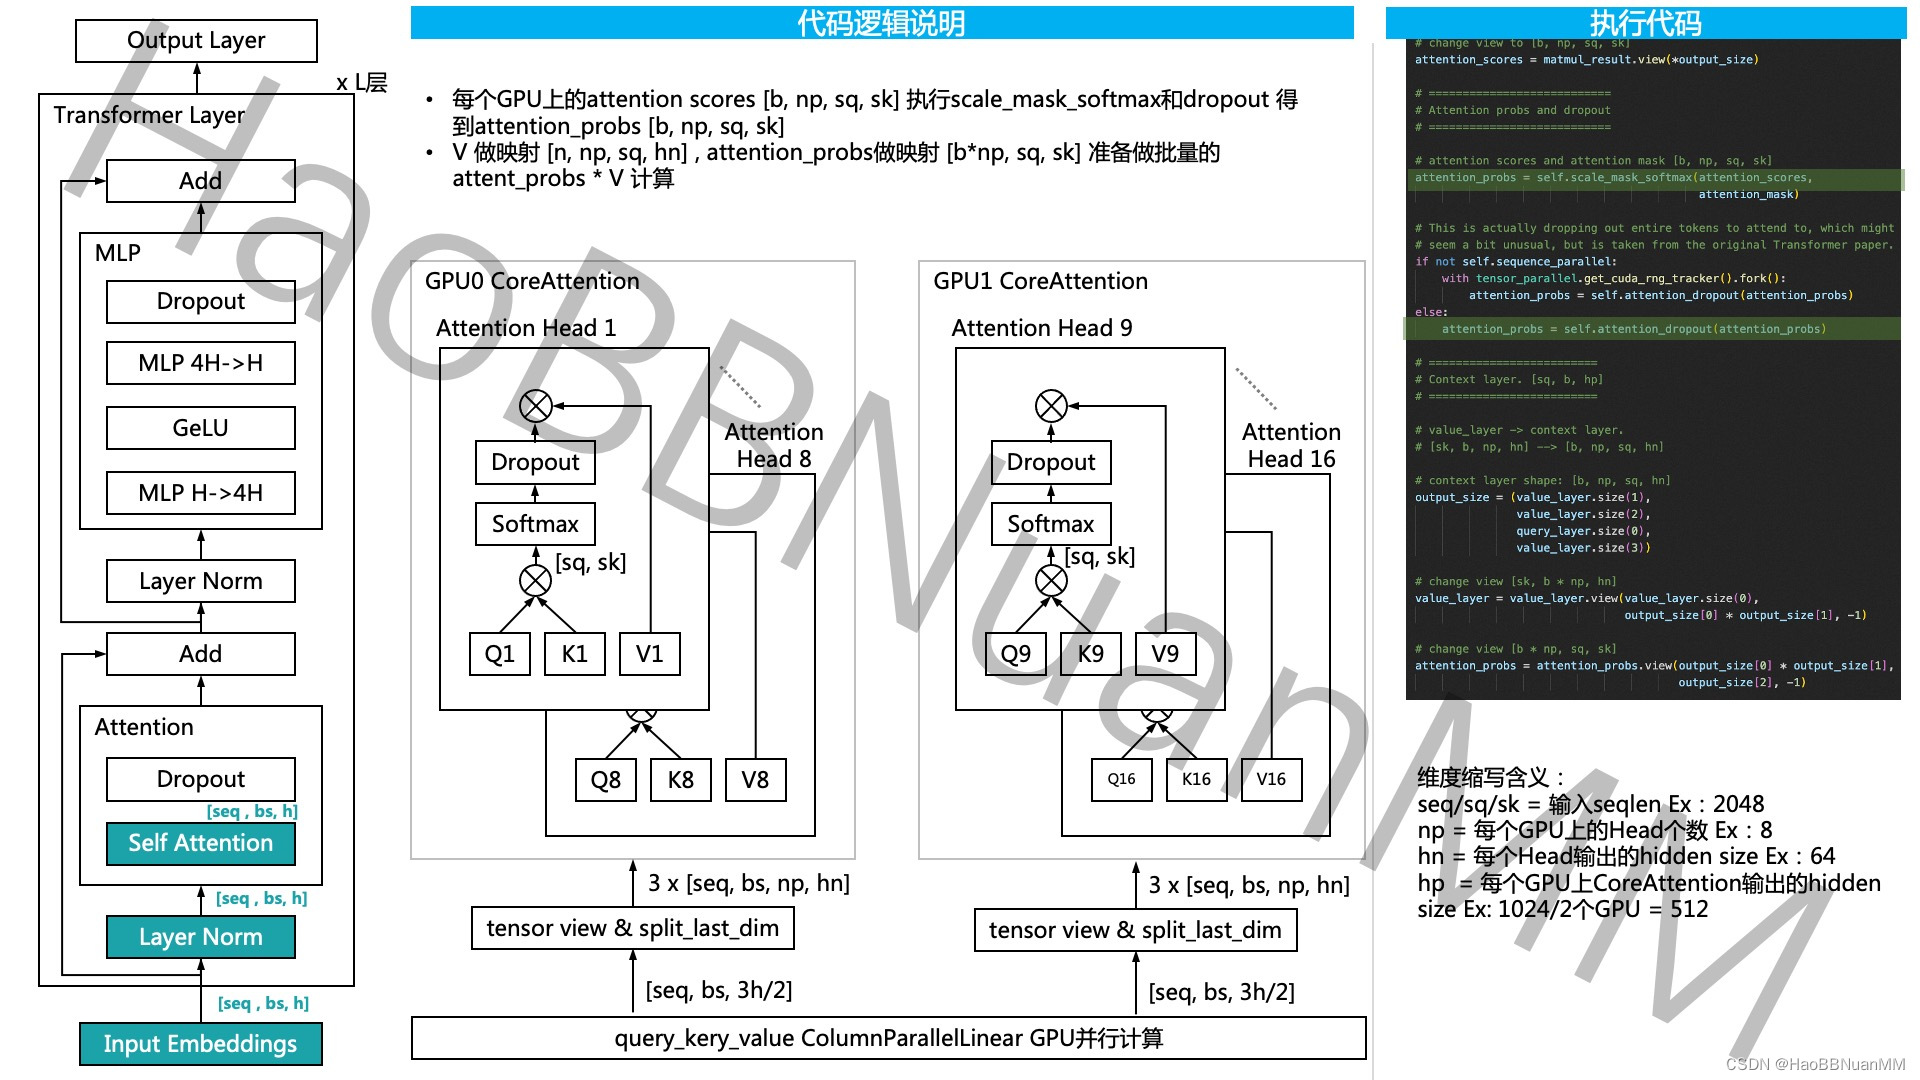 Output Layer
x L层
Transformer Layer
Add
MLP
Dropout
MLP 4H->H
GeLU
MLP H->4H
Layer Norm
Add
Attention
Dropout
[seq , bs, h]
Self Attention
[seq , bs, h]
Layer Norm
[seq , bs, h]
Input Embeddings
代码逻辑说明
• 每个GPU上的attention scores [b, np, sq, sk] 执行scale_mask_softmax和dropout 得
到attention_probs [b, np, sq, sk]
• V 做映射 [n, np, sq, hn] , attention_probs做映射 [b*np, sq, sk] 准备做批量的
attent_probs * V 计算
GPU0 CoreAttention
Attention Head 1
Attention
Head 8
Dropout
Softmax
[sq, sk]
Q1
K1
V1
Q8
K8
V8
3 x [seq, bs, np, hn]
tensor view & split_last_dim
[seq, bs, 3h/2]
GPU1 CoreAttention
Attention Head 9
Attention
Head 16
Dropout
Softmax
[sq, sk]
Q9
K9
V9
Q16
K16
V16
3 x [seq, bs, np, hn]
tensor view & split_last_dim
[seq, bs, 3h/2]
query_kery_value ColumnParallelLinear GPU并行计算
执行代码
# change view to [b, np, sq, sk]
attention_scores = matmul_result.view(*output_size)
# ===========================
# Attention probs and dropout
# ===========================
# attention scores and attention mask [b, np, sq, sk]
attention_probs = self.scale_mask_softmax(attention_scores,
attention_mask)
# This is actually dropping out entire tokens to attend to, which might
# seem a bit unusual, but is taken from the original Transformer paper.
if not self.sequence_parallel:
with tensor_parallel.get_cuda_rng_tracker().fork():
attention_probs = self.attention_dropout(attention_probs)
else:
attention_probs = self.attention_dropout(attention_probs)
# =========================
# Context layer. [sq, b, hp]
# =========================
# value_layer -> context layer.
# [sk, b, np, hn] --> [b, np, sq, hn]
# context layer shape: [b, np, sq, hn]
output_size = (value_layer.size(1),
value_layer.size(2),
query_layer.size(0),
value_layer.size(3))
# change view [sk, b * np, hn]
value_layer = value_layer.view(value_layer.size(0),
output_size[0] * output_size[1], -1)
# change view [b * np, sq, sk]
attention_probs = attention_probs.view(output_size[0] * output_size[1],
output_size[2], -1)
维度缩写含义：
seq/sq/sk = 输入seqlen Ex：2048
np = 每个GPU上的Head个数 Ex：8
hn = 每个Head输出的hidden size Ex：64
hp = 每个GPU上CoreAttention输出的hidden
size Ex: 1024/2个GPU = 512
HaoBBNuanMM
CSDN @HaoBBNuanMM